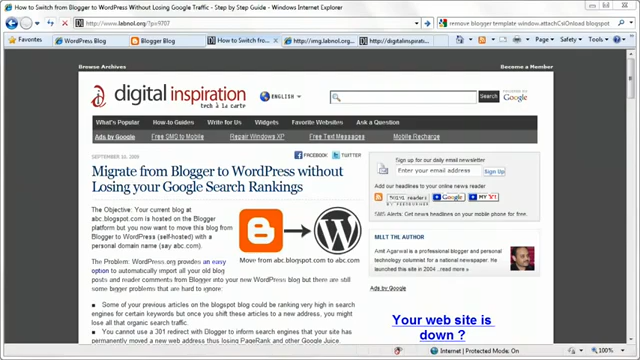 How to Switch from Blogger to WordPress Without Losing Google Traffic - Step by Step Guide - Windows Internet Explorer
http://www.labnol.org/?p=9707
remove blogger template window.attachCsiOnload blogspot
Favorites
WordPress Blog
Blogger Blog
How to Switch from...
http://img.labnol.org...
http://digitalinspirat...
Page
Safety
Tools
Browse Archives
Become a Member
digital inspiration
tech à la carte
ENGLISH
Search
POWERED BY
Google
What's Popular
How-to Guides
Write for Us
Widgets
Favorite Websites
Ask a Question
Ads by Google
Free SMS to Mobile
Repair Windows XP
Free Text Messages
Mobile Recharge
SEPTEMBER 10, 2009
FACEBOOK
TWITTER
Migrate from Blogger to WordPress without
Losing your Google Search Rankings
The Objective: Your current blog at
abc.blogspot.com is hosted on the Blogger
platform but you now want to move this blog from
Blogger to WordPress (self-hosted) with a
personal domain name (say abc.com).
Move from abc.blogspot.com to abc.com
The Problem: WordPress.org provides an easy
option to automatically import all your old blog
posts and reader comments from Blogger into your new WordPress blog but there are still
some bigger problems that are hard to ignore:
Some of your previous articles on the blogspot blog could be ranking very high in search
engines for certain keywords but once you shift these articles to a new address, you might
lose all that organic search traffic.
You cannot use a 301 redirect with Blogger to inform search engines that your site has
permanently moved a new web address thus losing PageRank and other Google Juice.
Sign up for our daily email newsletter
Enter your email address
Sign Up
Add our headlines to your online news reader
readers
Google
MY Y!
SMS Alerts: Get news headlines on your mobile phone for free.
MEET THE AUTHOR
Amit Agarwal is a professional blogger and personal
technology columnist for a national newspaper. He
launched this site in 2004 ..read more »
Ads by Google
Your web site is
down ?
Internet | Protected Mode: On
100%